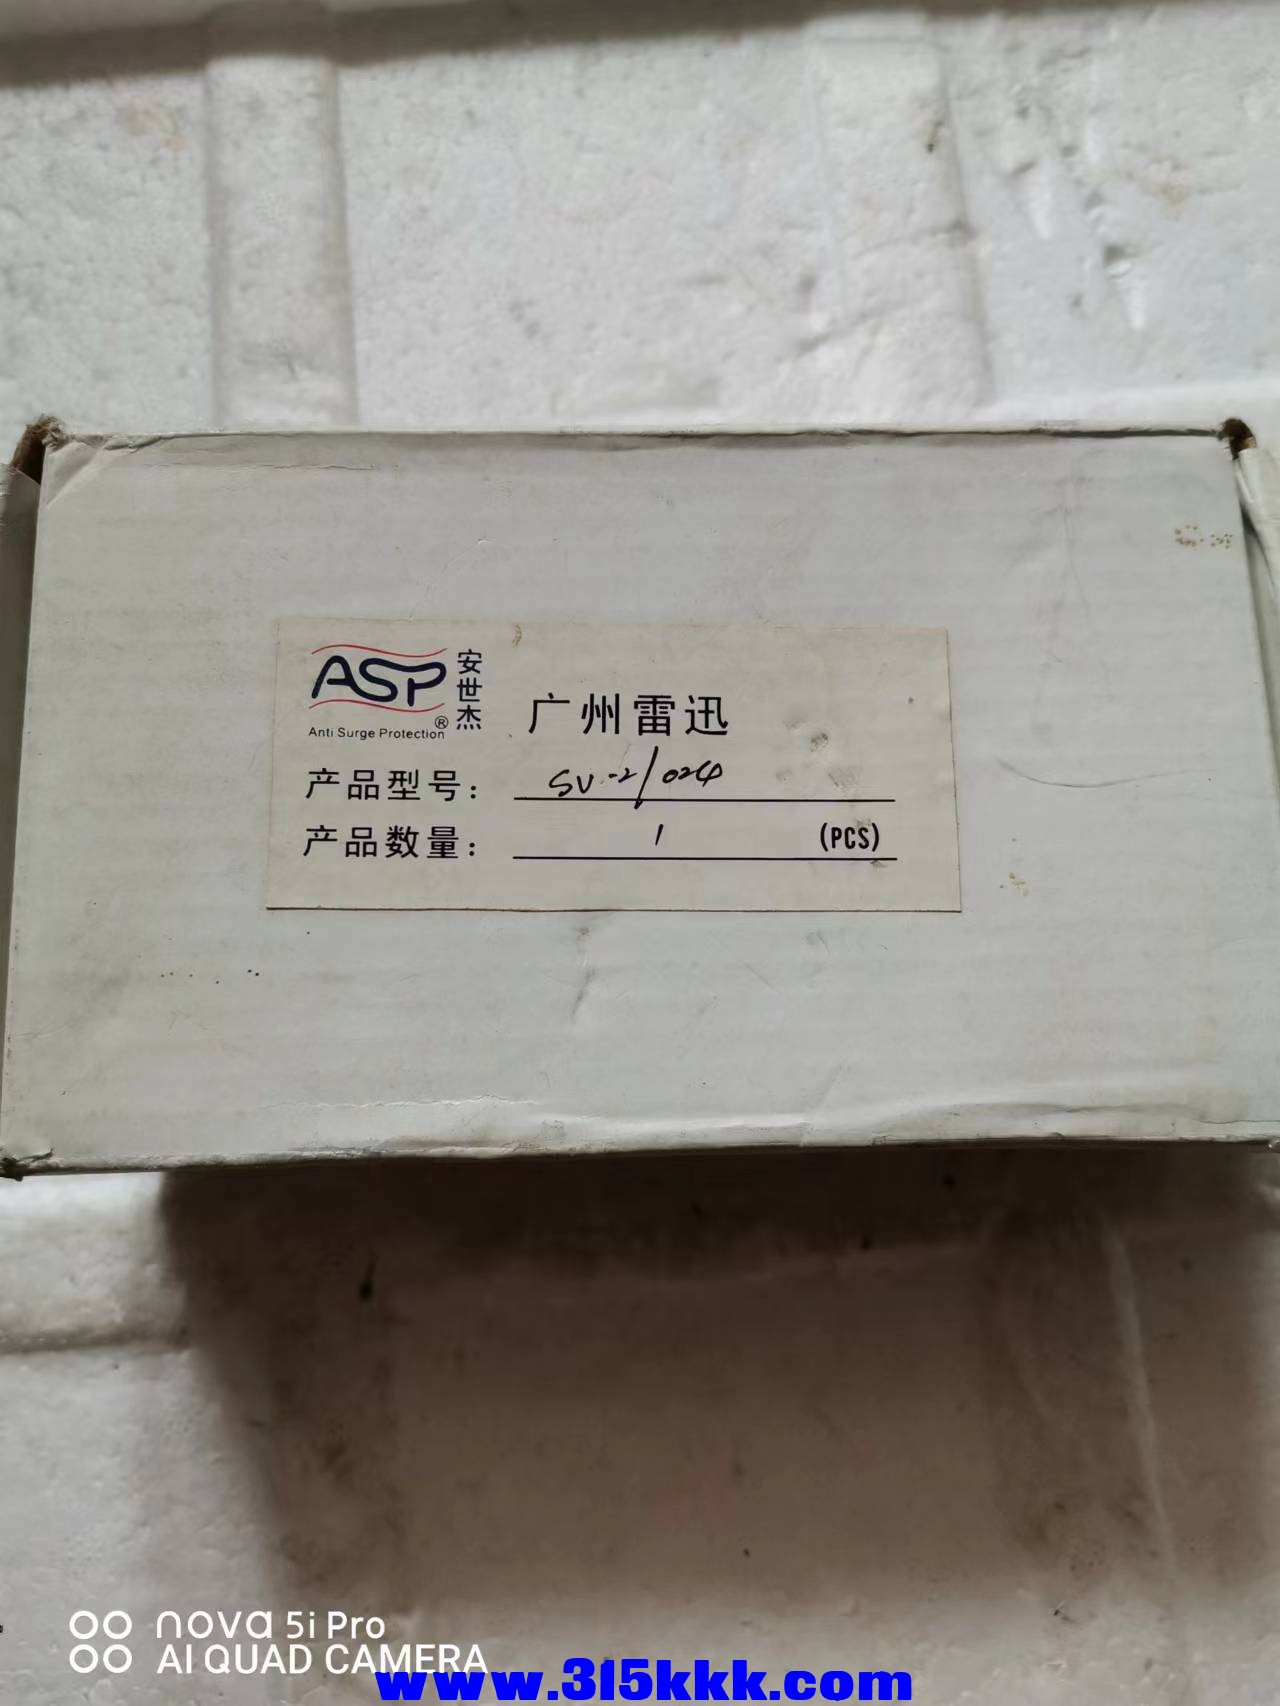 ASP 安世杰
®
Anti Surge Protection
广州雷迅
产品型号： SV-2/024
产品数量： 1 (PCS)
nova 5i Pro
AI QUAD CAMERA
www.315kkk.com